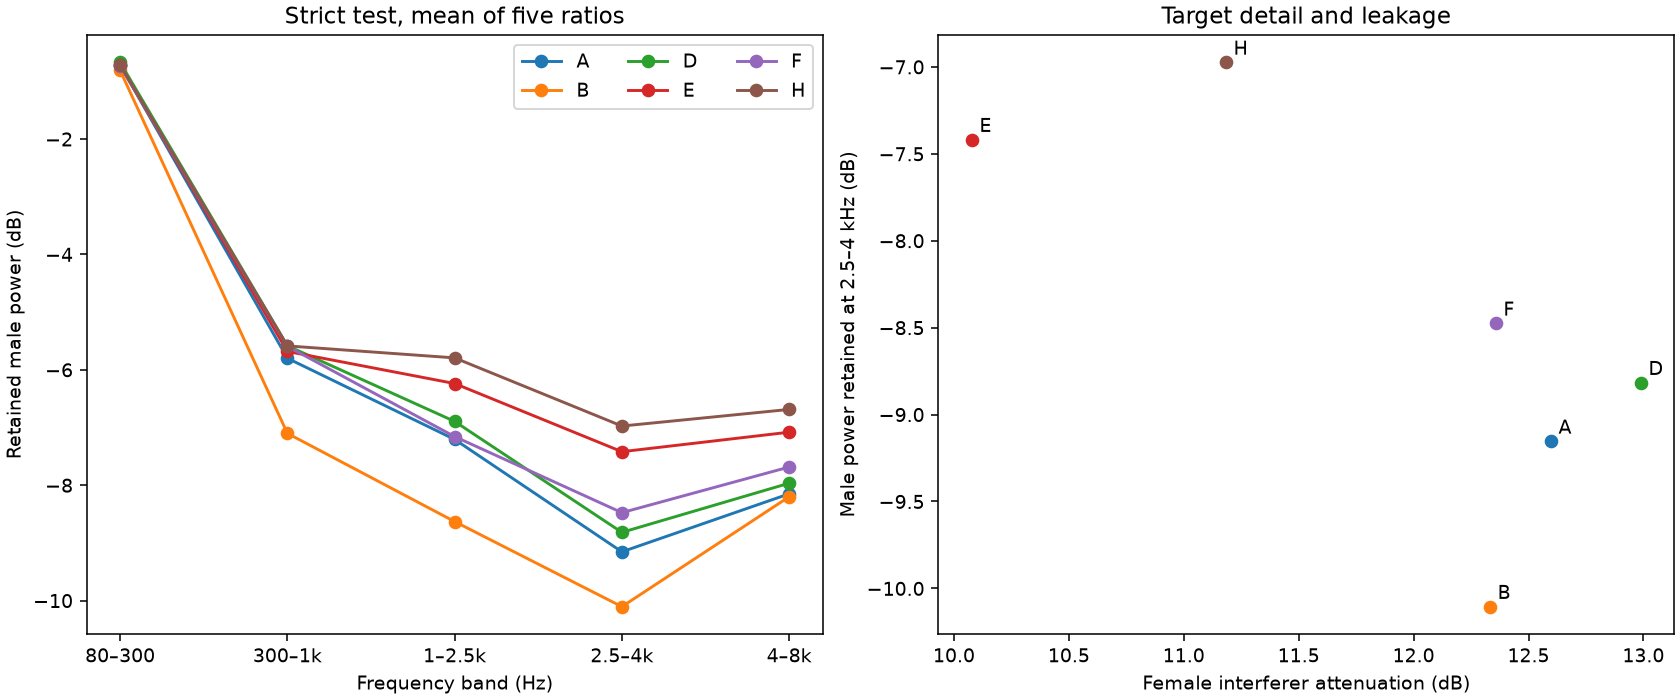 Strict test, mean of five ratios
Retained male power (dB)
−2
−4
−6
−8
−10
A D F
B E H
80–300 300–1k 1–2.5k 2.5–4k 4–8k
Frequency band (Hz)
Target detail and leakage
Male power retained at 2.5–4 kHz (dB)
−7.0
−7.5
−8.0
−8.5
−9.0
−9.5
−10.0
H
E
F
D
A
B
10.0 10.5 11.0 11.5 12.0 12.5 13.0
Female interferer attenuation (dB)